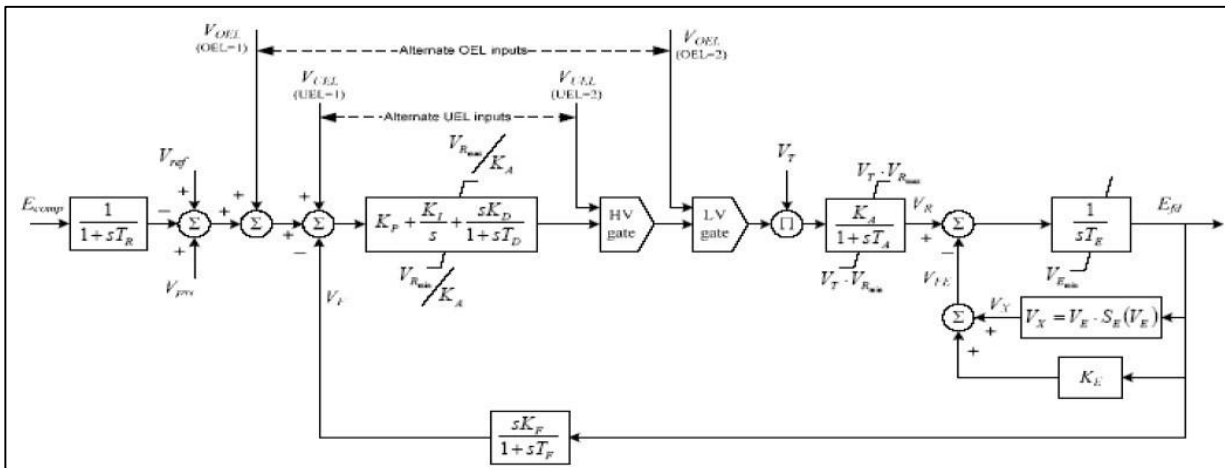 V_OEL
(OEL=1)
Alternate OEL inputs
V_OEL
(OEL=2)
V_UEL
(UEL=1)
Alternate UEL inputs
V_UEL
(UEL=2)
V_ref
+
E_comp
1 / (1+sT_R)
−
Σ
+
V_pss
+
+
Σ
+
+
Σ
−
V_F
K_P + K_I / s + sK_D / (1+sT_D)
V_R / K_A
V_Rmin / K_A
HV
gate
LV
gate
V_T
Π
V_T · V_R
K_A / (1+sT_A)
V_T · V_Rmin
V_R
+
Σ
−
1 / sT_E
V_Emin
E_fd
V_FE
Σ
+
+
V_X
V_X = V_E · S_E(V_E)
K_E
sK_F / (1+sT_F)